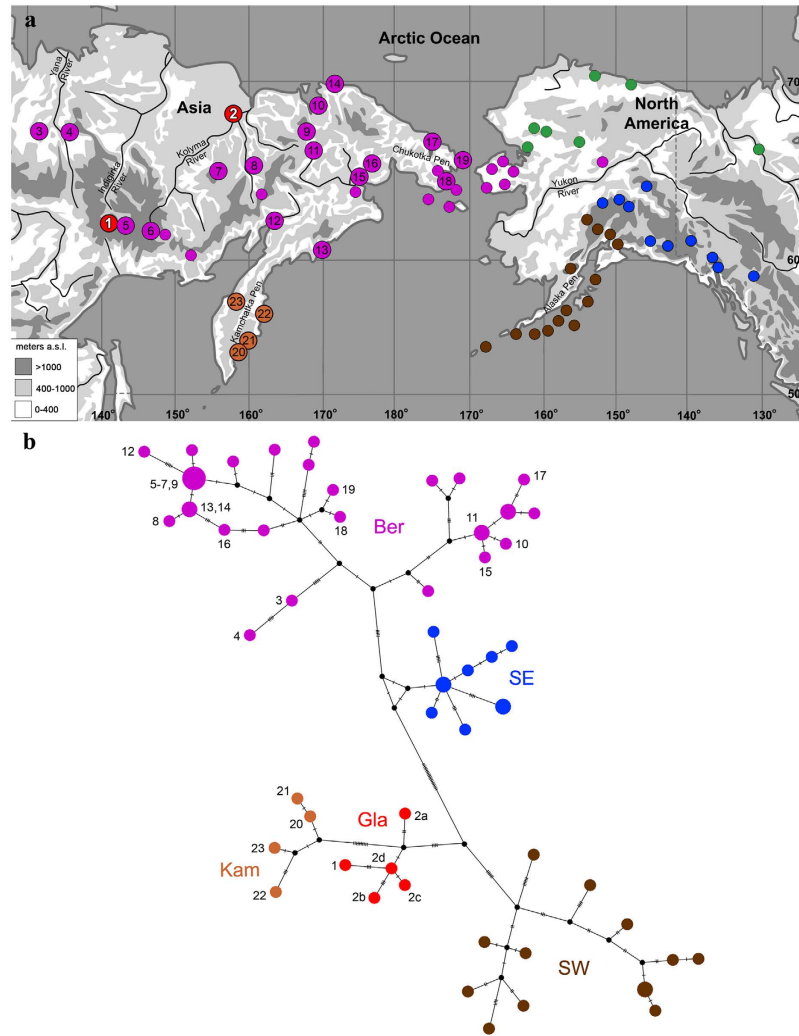 a
Arctic Ocean
70
14
Yana
River
2
10
Asia
North
America
3
4
9
17
Kolyma
River
11
Chukotka Pen.
19
Indigirka
River
7
8
16
15
18
Yukon
River
1
5
6
12
13
60
23
22
Kamchatka Pen.
Alaska Pen.
21
20
meters a.s.l.
>1000
400-1000
0-400
50
140° 150° 160° 170° 180° 170° 160° 150° 140° 130°
b
12
17
5-7,9
19
Ber
11
13,14
8
18
16
10
15
3
4
SE
21
Gla
2a
20
23
2d
Kam
1
22
2b
2c
SW